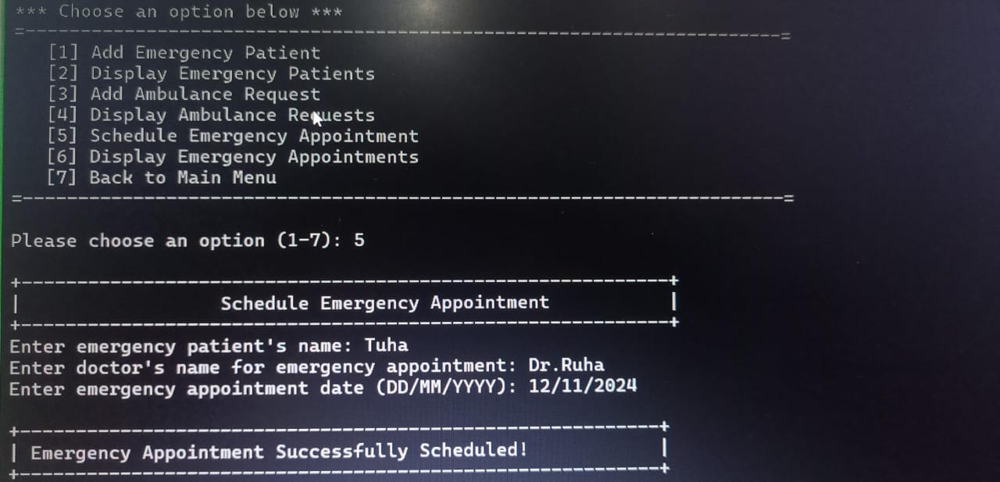 *** Choose an option below ***
=----------------------------------------------------------------------=
[1] Add Emergency Patient
[2] Display Emergency Patients
[3] Add Ambulance Request
[4] Display Ambulance Requests
[5] Schedule Emergency Appointment
[6] Display Emergency Appointments
[7] Back to Main Menu
=----------------------------------------------------------------------=
Please choose an option (1-7): 5
+-----------------------------------------------------------+
| Schedule Emergency Appointment |
+-----------------------------------------------------------+
Enter emergency patient's name: Tuha
Enter doctor's name for emergency appointment: Dr.Ruha
Enter emergency appointment date (DD/MM/YYYY): 12/11/2024
+-----------------------------------------------------------+
| Emergency Appointment Successfully Scheduled! |
+-----------------------------------------------------------+